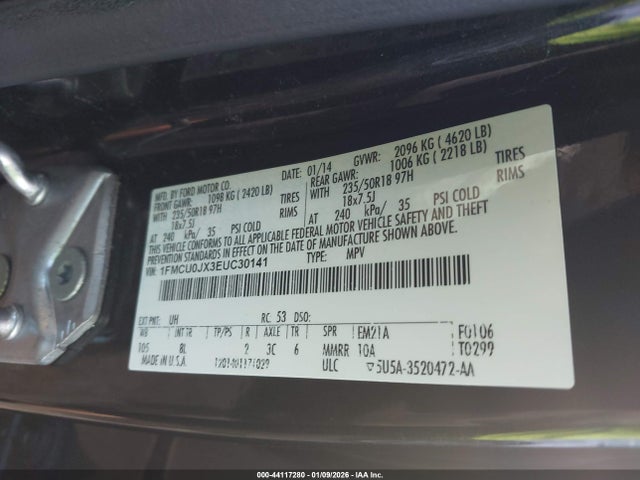 MFD. BY FORD MOTOR CO.
DATE: 01/14 GVWR: 2096 KG ( 4620 LB)
FRONT GAWR: 1098 KG ( 2420 LB) REAR GAWR: 1006 KG ( 2218 LB)
WITH 235/50R18 97H TIRES WITH 235/50R18 97H TIRES
18x7.5J RIMS 18x7.5J RIMS
AT 240 kPa/ 35 PSI COLD AT 240 kPa/ 35 PSI COLD
THIS VEHICLE CONFORMS TO ALL APPLICABLE FEDERAL MOTOR VEHICLE SAFETY AND THEFT
PREVENTION STANDARDS IN EFFECT ON THE DATE OF MANUFACTURE SHOWN ABOVE.
VIN: 1FMCU0JX3EUC30141 TYPE: MPV
EXT PNT: UH RC: 53 DSO:
WB INT TR TP/PS R AXLE TR SPR EM21A F0106
105 8L 2 3C 6 MMRR 10A T0299
MADE IN U.S.A. ULC 5U5A-3520472-AA
000-44117280 - 01/09/2026 - IAA Inc.